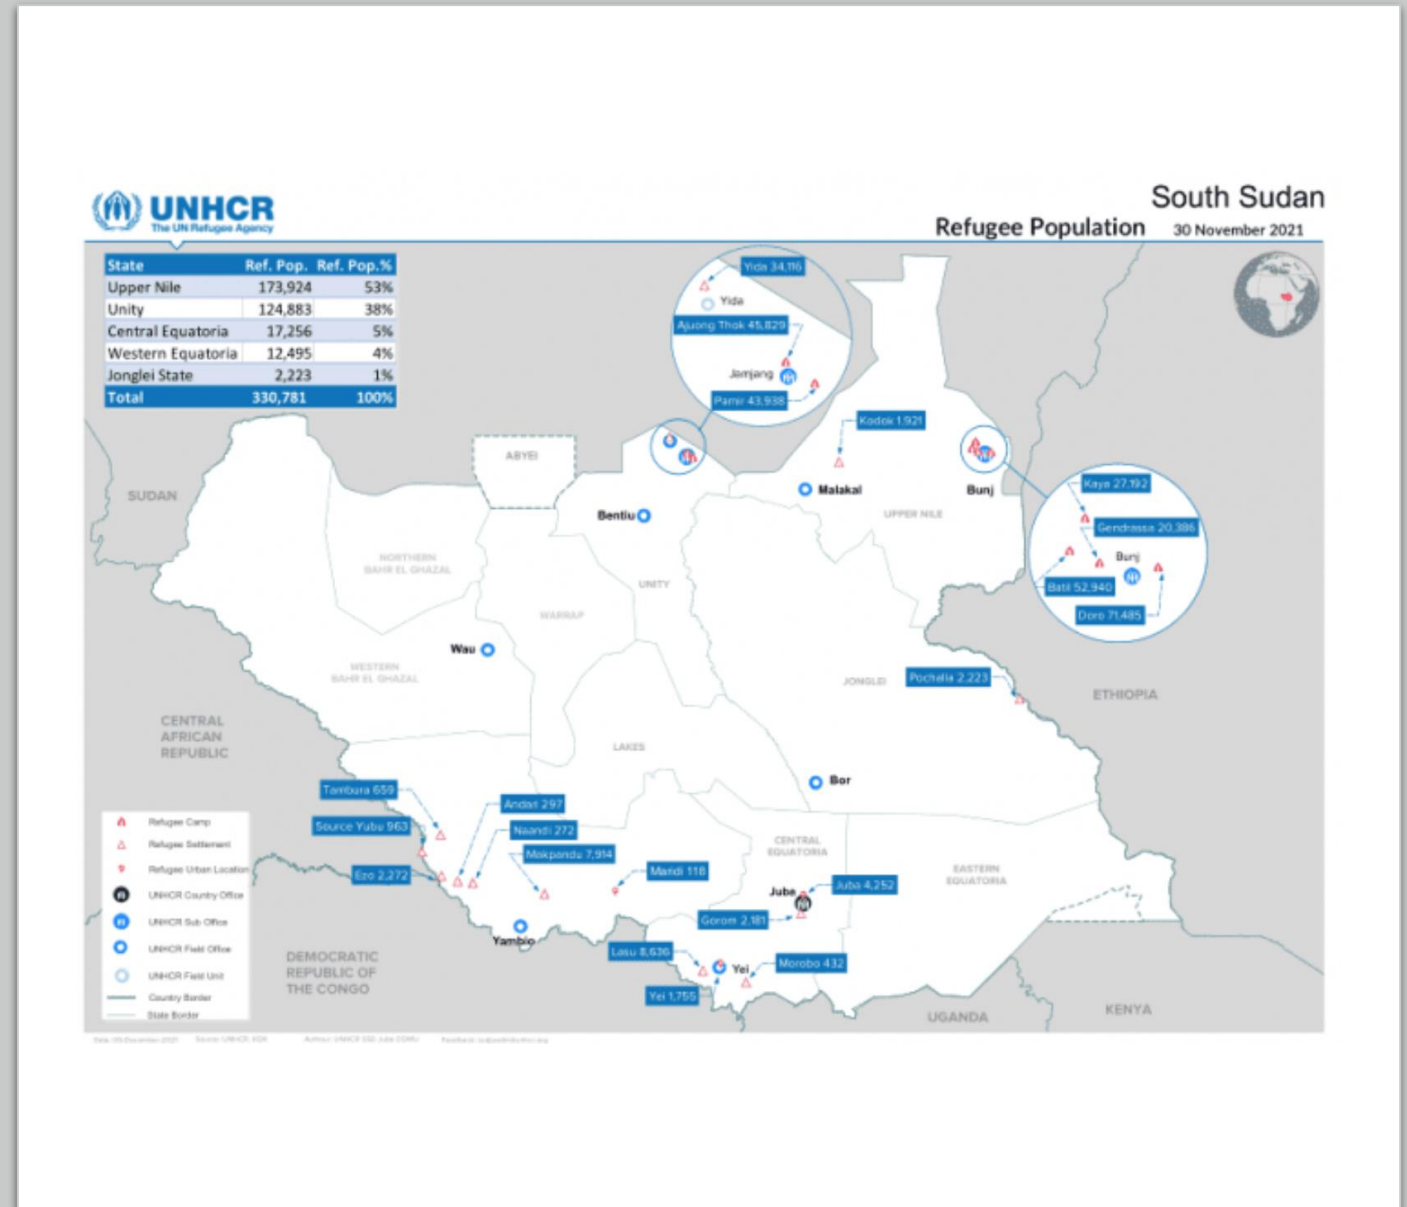 UNHCR
The UN Refugee Agency
South Sudan
Refugee Population 30 November 2021
State Ref. Pop. Ref. Pop.%
Upper Nile 173,924 53%
Unity 124,883 38%
Central Equatoria 17,256 5%
Western Equatoria 12,495 4%
Jonglei State 2,223 1%
Total 330,781 100%
Yida 34,116
Yida
Ajuong Thok 45,829
Jamjang
Pamir 43,938
Kodok 1,921
ABYEI
SUDAN
Malakal
Bunj
Bentiu
UPPER NILE
Kaya 27,192
Gendrassa 20,386
Bunj
Batil 52,940
Doro 71,485
NORTHERN
BAHR EL GHAZAL
UNITY
WARRAP
Wau
WESTERN
BAHR EL GHAZAL
JONGLEI
Pochalla 2,223
ETHIOPIA
CENTRAL
AFRICAN
REPUBLIC
LAKES
Bor
Tambura 659
Andari 297
Source Yubu 963
Naandi 272
Makpandu 7,914
Ezo 2,272
Maridi 118
CENTRAL
EQUATORIA
EASTERN
EQUATORIA
Juba
Juba 4,252
Gorom 2,181
Yambio
Lasu 8,636
Yei
Morobo 432
Yei 1,755
DEMOCRATIC
REPUBLIC OF
THE CONGO
UGANDA
KENYA
Refugee Camp
Refugee Settlement
Refugee Urban Location
UNHCR Country Office
UNHCR Sub Office
UNHCR Field Office
UNHCR Field Unit
Country Border
State Border